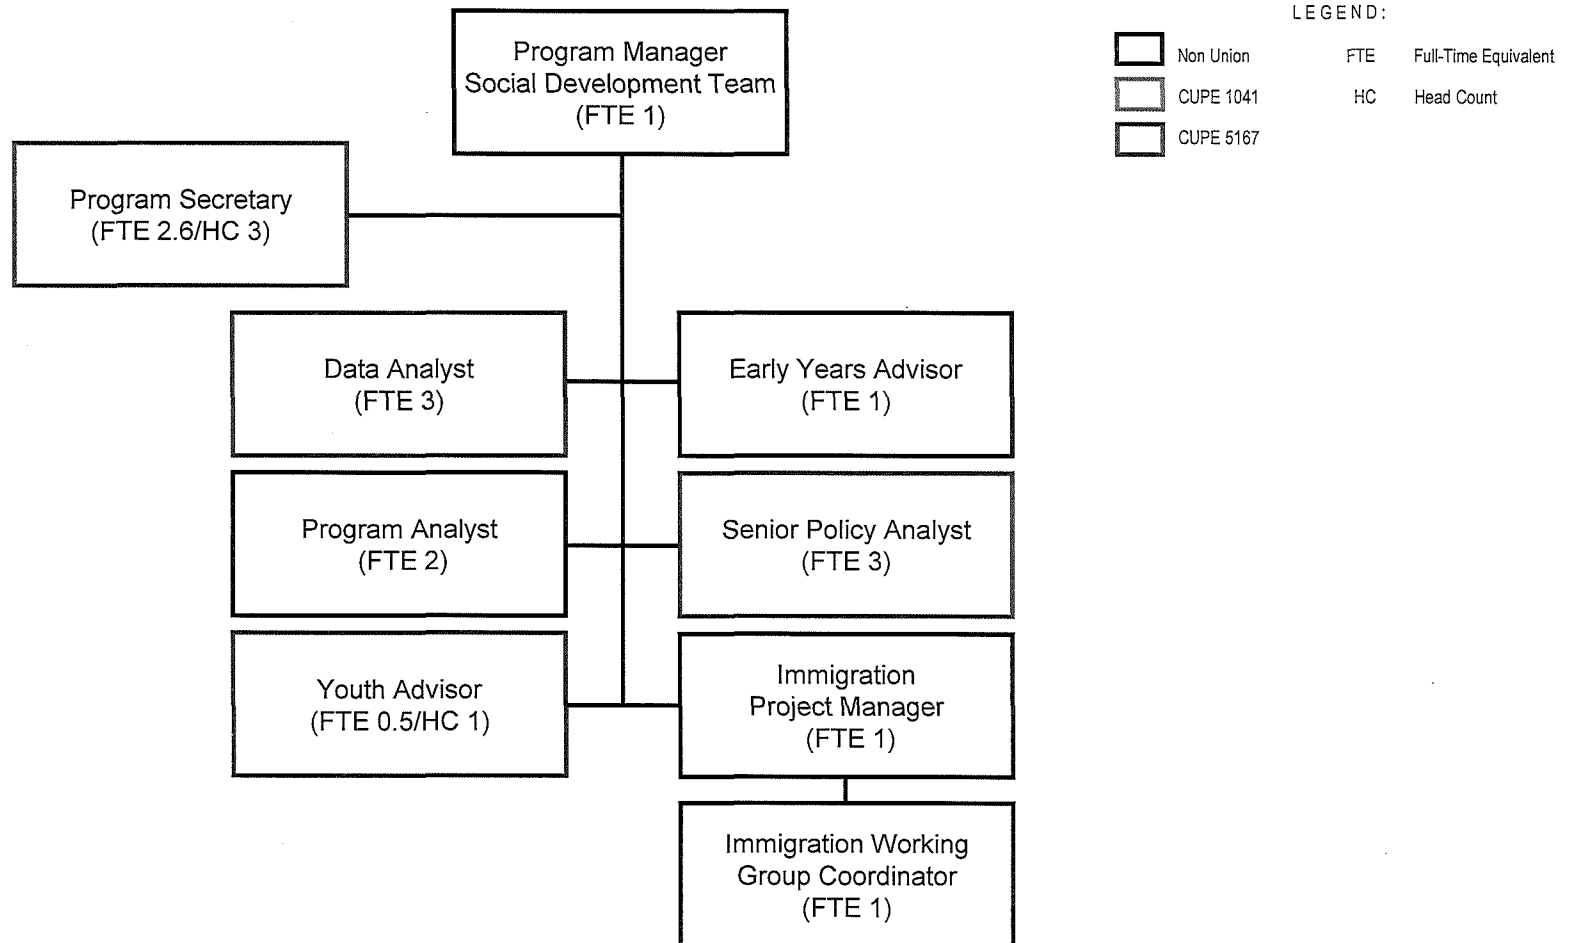 LEGEND:
Non Union FTE Full-Time Equivalent
CUPE 1041 HC Head Count
CUPE 5167
Program Manager
Social Development Team
(FTE 1)
Program Secretary
(FTE 2.6/HC 3)
Data Analyst
(FTE 3)
Early Years Advisor
(FTE 1)
Program Analyst
(FTE 2)
Senior Policy Analyst
(FTE 3)
Youth Advisor
(FTE 0.5/HC 1)
Immigration
Project Manager
(FTE 1)
Immigration Working
Group Coordinator
(FTE 1)